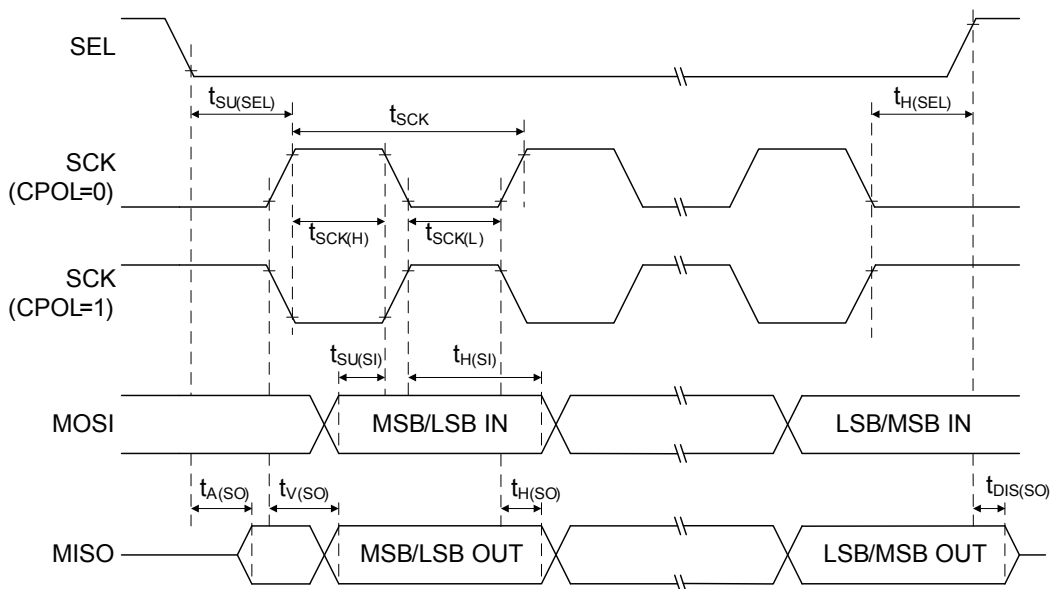 SEL
tSU(SEL)
tSCK
tH(SEL)
SCK
(CPOL=0)
tSCK(H)
tSCK(L)
SCK
(CPOL=1)
tSU(SI)
tH(SI)
MOSI
MSB/LSB IN
LSB/MSB IN
tA(SO)
tV(SO)
tH(SO)
tDIS(SO)
MISO
MSB/LSB OUT
LSB/MSB OUT